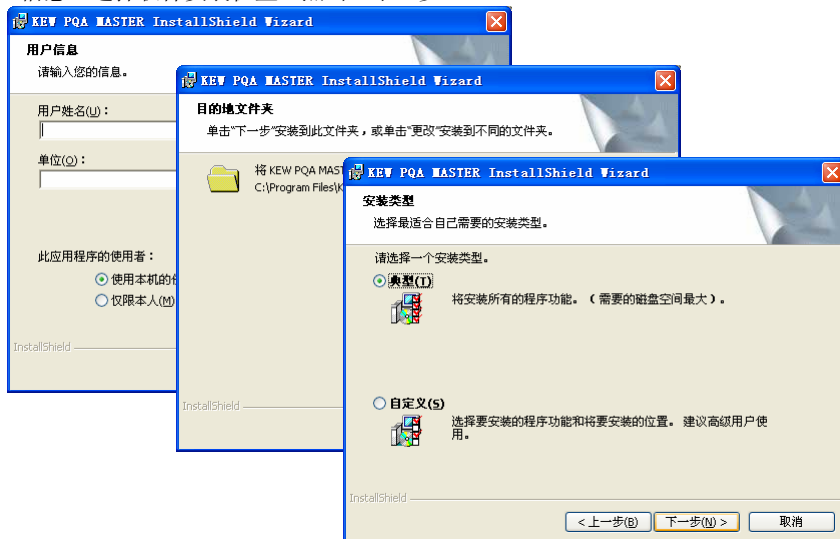 KEW PQA MASTER InstallShield Wizard
用户信息
请输入您的信息。
用户姓名(U)：
单位(O)：
此应用程序的使用者：
使用本机的
仅限本人(M)
InstallShield
KEW PQA MASTER InstallShield Wizard
目的地文件夹
单击“下一步”安装到此文件夹，或单击“更改”安装到不同的文件夹。
将 KEW PQA MAST
C:\Program Files\K
InstallShield
KEW PQA MASTER InstallShield Wizard
安装类型
选择最适合自己需要的安装类型。
请选择一个安装类型。
典型(T)
将安装所有的程序功能。（需要的磁盘空间最大）。
自定义(S)
选择要安装的程序功能和将要安装的位置。建议高级用户使
用。
InstallShield
< 上一步(B) 下一步(N) > 取消